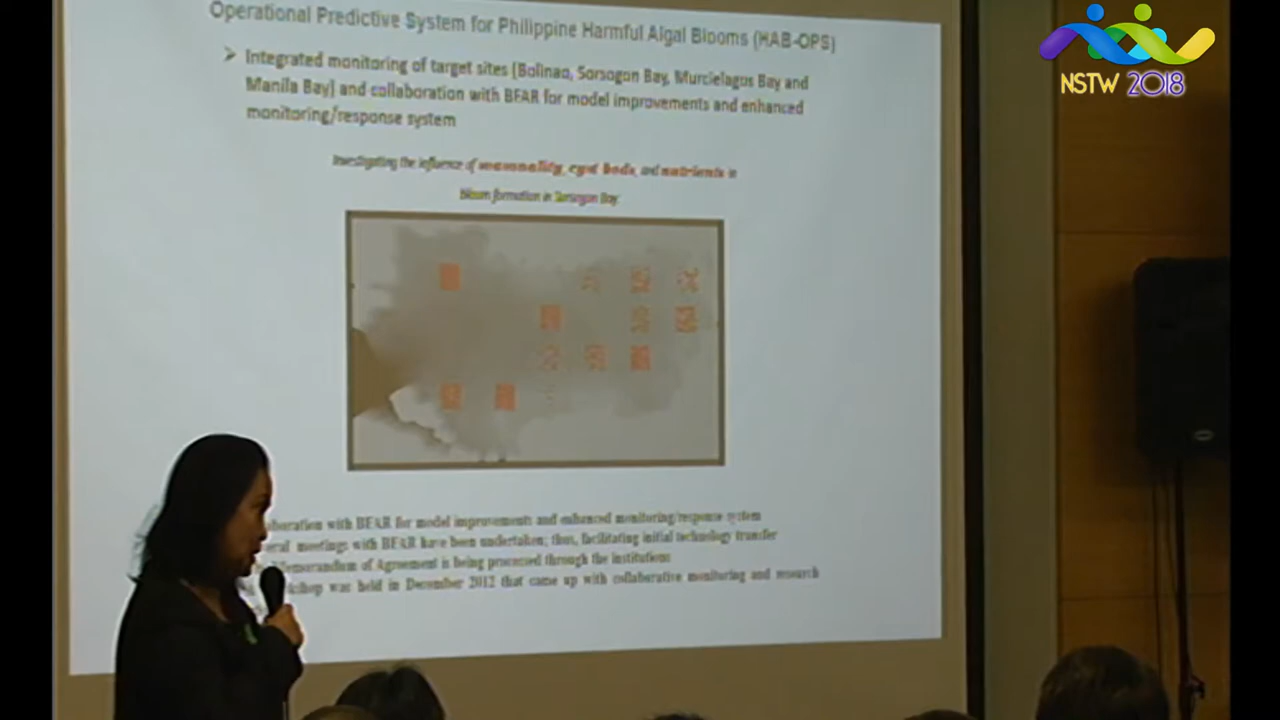 Operational Predictive System for Philippine Harmful Algal Blooms (HAB-OPS)
➢ Integrated monitoring of target sites (Bolinao, Sorsogon Bay, Murcielagos Bay and
Manila Bay) and collaboration with BFAR for model improvements and enhanced
monitoring/response system
Investigating the influence of seasonality, cyst beds, and nutrients in
Bloom formation in Sorsogon Bay
with BFAR for model improvements and enhanced monitoring/response system
meetings with BFAR have been undertaken; thus, facilitating initial technology transfer
Memorandum of Agreement is being processed through the institutions
was held in December 2012 that came up with collaborative monitoring and research
NSTW 2018